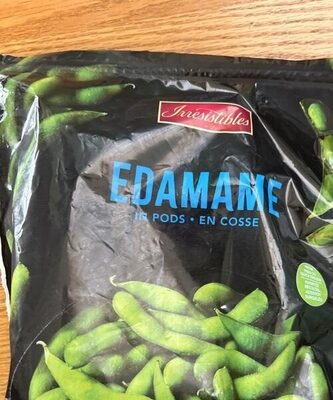 Irresistibles
EDAMAME
IN PODS • EN COSSE